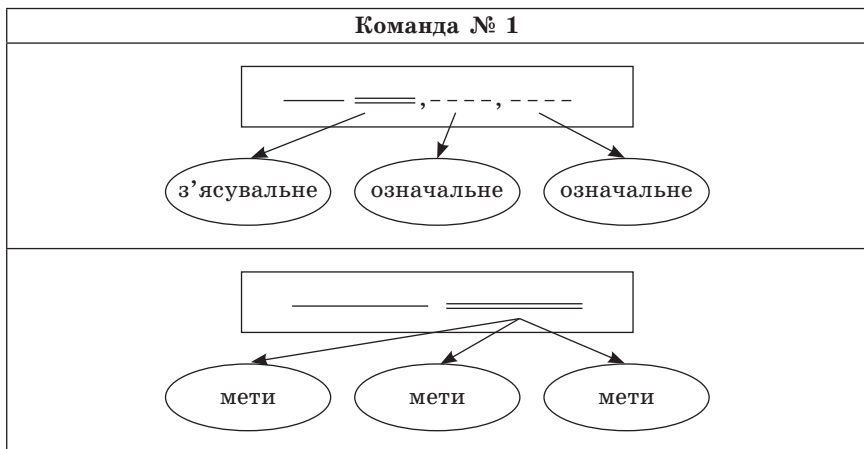 Команда № 1
з’ясувальне означальне означальне
мети мети мети